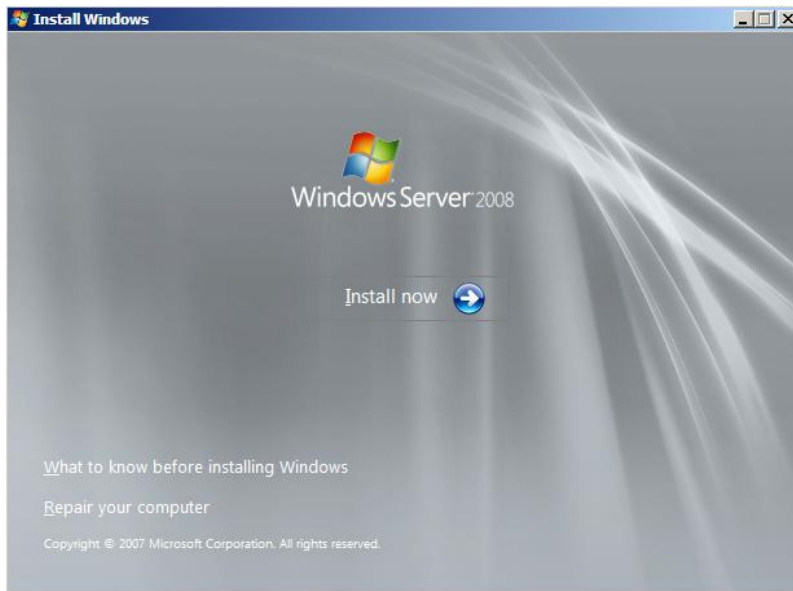 Install Windows
Windows Server 2008
Install now
What to know before installing Windows
Repair your computer
Copyright © 2007 Microsoft Corporation. All rights reserved.